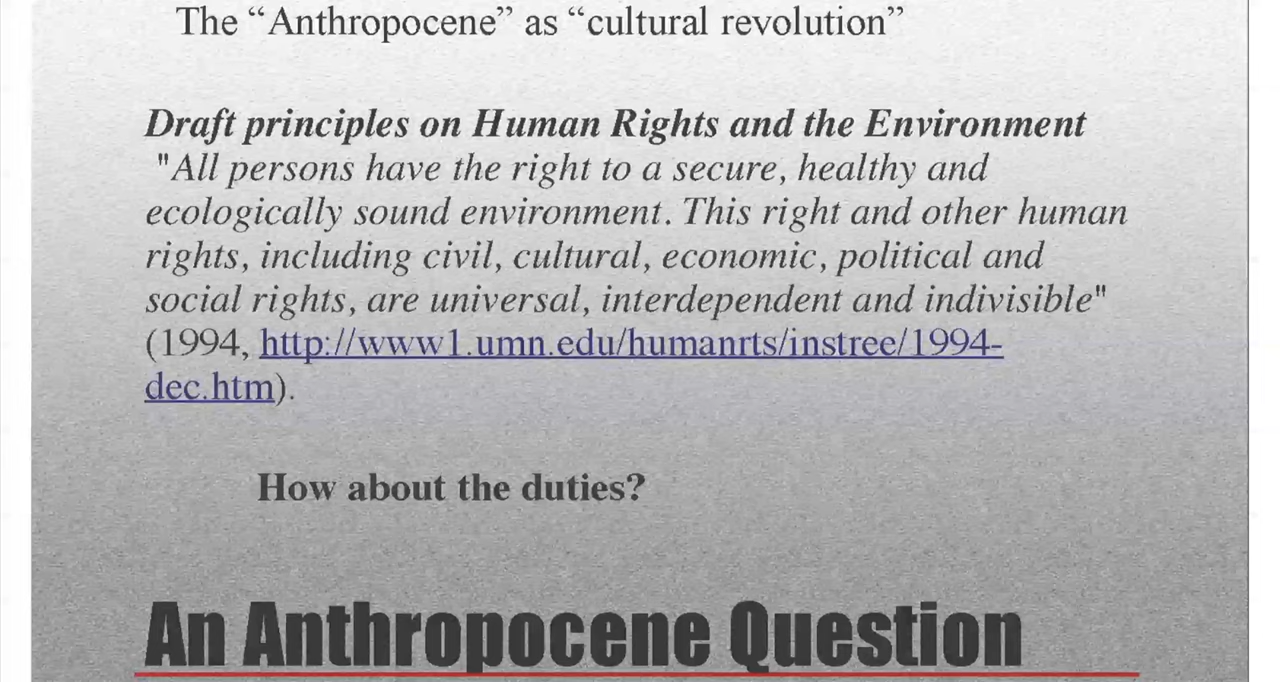 The “Anthropocene” as “cultural revolution”
Draft principles on Human Rights and the Environment
"All persons have the right to a secure, healthy and
ecologically sound environment. This right and other human
rights, including civil, cultural, economic, political and
social rights, are universal, interdependent and indivisible"
(1994, http://www1.umn.edu/humanrts/instree/1994-
dec.htm).
How about the duties?
An Anthropocene Question